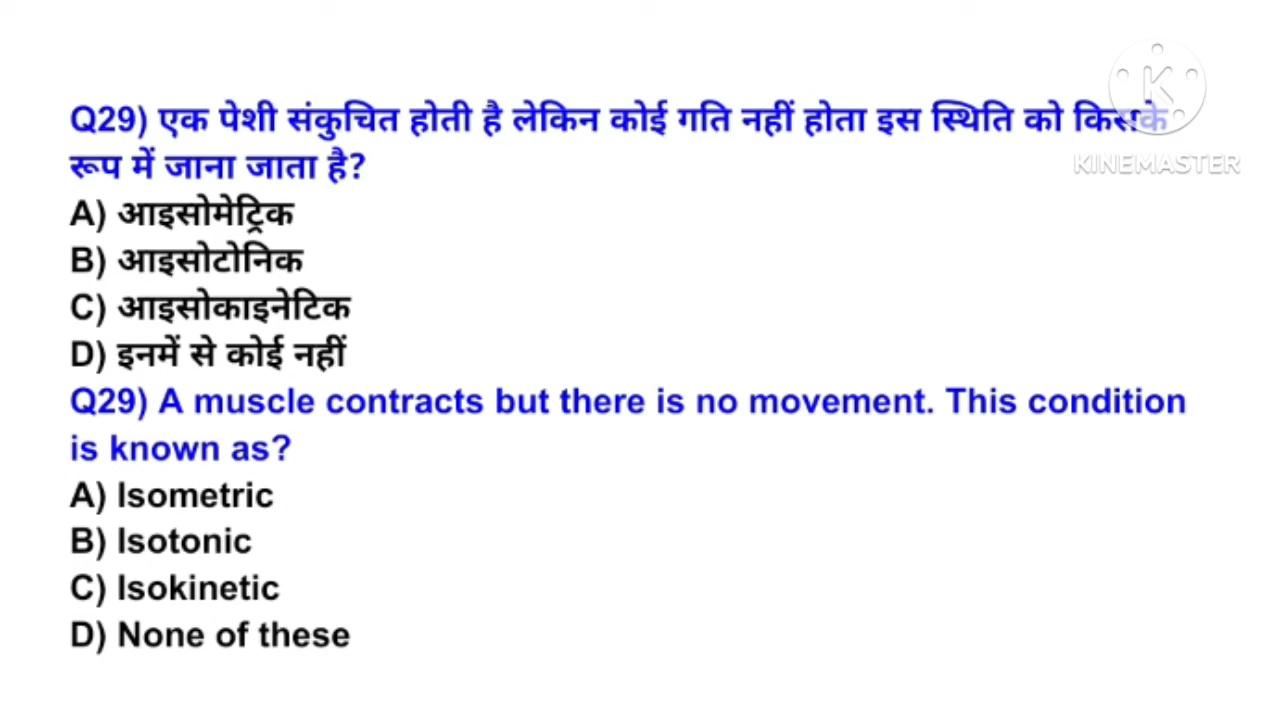 Q29) एक पेशी संकुचित होती है लेकिन कोई गति नहीं होता इस स्थिति को किसके
रूप में जाना जाता है?
A) आइसोमेट्रिक
B) आइसोटोनिक
C) आइसोकाइनेटिक
D) इनमें से कोई नहीं
Q29) A muscle contracts but there is no movement. This condition
is known as?
A) Isometric
B) Isotonic
C) Isokinetic
D) None of these
K
KINEMASTER